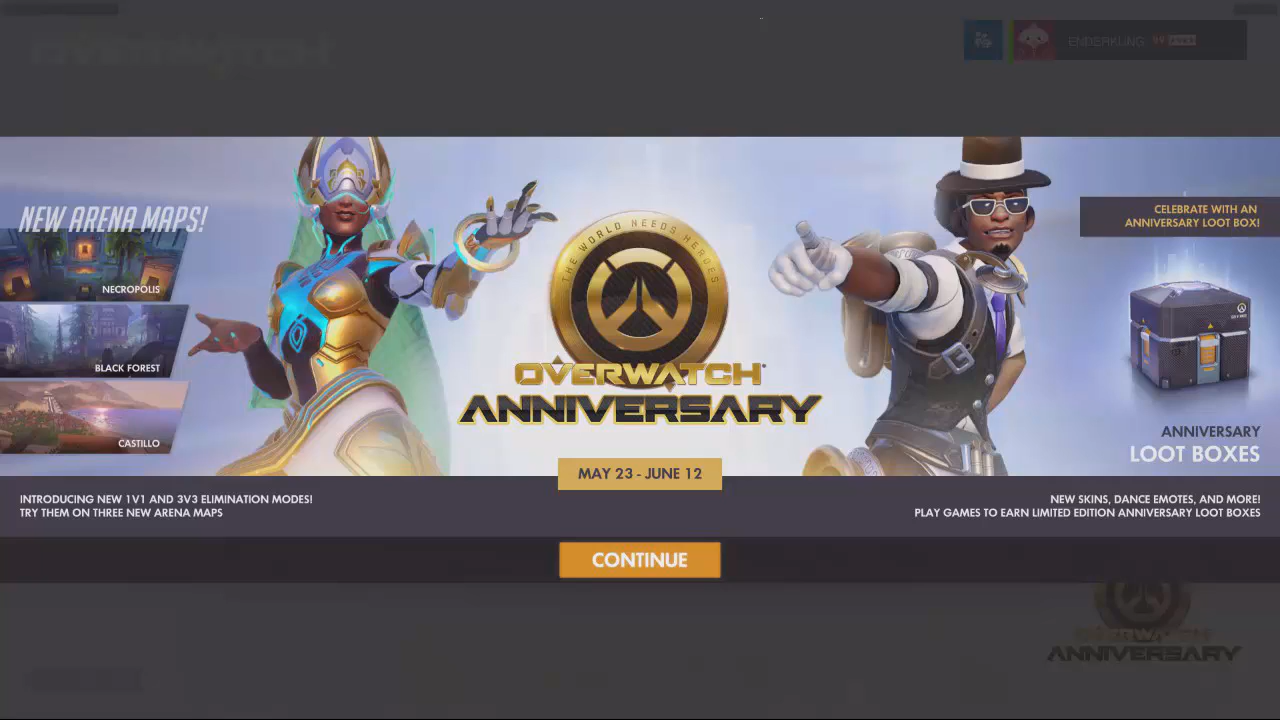 OVERWATCH
ENDERKLING
NEW ARENA MAPS!
NECROPOLIS
BLACK FOREST
CASTILLO
THE WORLD NEEDS HEROES
OVERWATCH
ANNIVERSARY
MAY 23 - JUNE 12
CELEBRATE WITH AN
ANNIVERSARY LOOT BOX!
ANNIVERSARY
LOOT BOXES
INTRODUCING NEW 1V1 AND 3V3 ELIMINATION MODES!
TRY THEM ON THREE NEW ARENA MAPS
NEW SKINS, DANCE EMOTES, AND MORE!
PLAY GAMES TO EARN LIMITED EDITION ANNIVERSARY LOOT BOXES
CONTINUE
OVERWATCH
ANNIVERSARY